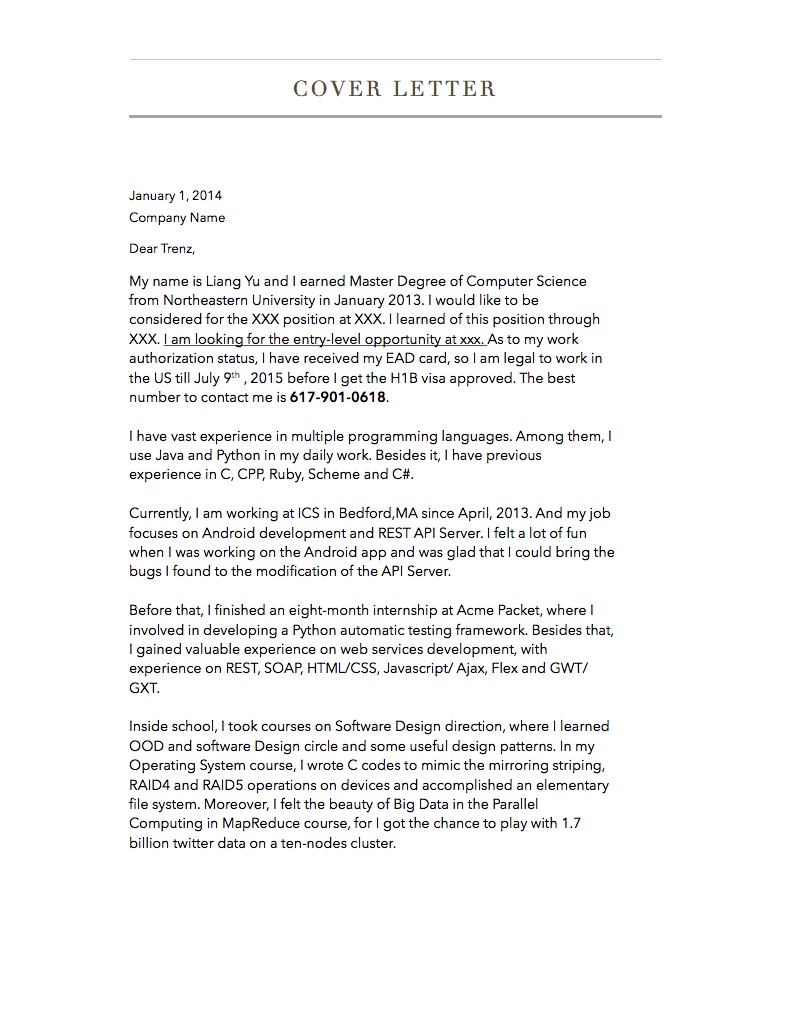 COVER LETTER
January 1, 2014
Company Name
Dear Trenz,
My name is Liang Yu and I earned Master Degree of Computer Science
from Northeastern University in January 2013. I would like to be
considered for the XXX position at XXX. I learned of this position through
XXX. I am looking for the entry-level opportunity at xxx. As to my work
authorization status, I have received my EAD card, so I am legal to work in
the US till July 9th , 2015 before I get the H1B visa approved. The best
number to contact me is 617-901-0618.
I have vast experience in multiple programming languages. Among them, I
use Java and Python in my daily work. Besides it, I have previous
experience in C, CPP, Ruby, Scheme and C#.
Currently, I am working at ICS in Bedford,MA since April, 2013. And my job
focuses on Android development and REST API Server. I felt a lot of fun
when I was working on the Android app and was glad that I could bring the
bugs I found to the modification of the API Server.
Before that, I finished an eight-month internship at Acme Packet, where I
involved in developing a Python automatic testing framework. Besides that,
I gained valuable experience on web services development, with
experience on REST, SOAP, HTML/CSS, Javascript/ Ajax, Flex and GWT/
GXT.
Inside school, I took courses on Software Design direction, where I learned
OOD and software Design circle and some useful design patterns. In my
Operating System course, I wrote C codes to mimic the mirroring striping,
RAID4 and RAID5 operations on devices and accomplished an elementary
file system. Moreover, I felt the beauty of Big Data in the Parallel
Computing in MapReduce course, for I got the chance to play with 1.7
billion twitter data on a ten-nodes cluster.